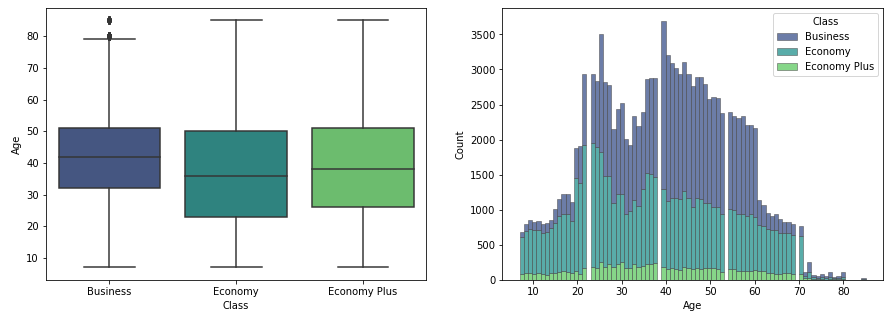 80
70
60
50
40
30
20
10
Age
Business Economy Economy Plus
Class
3500
3000
2500
2000
1500
1000
500
0
Count
10 20 30 40 50 60 70 80
Age
Class
Business
Economy
Economy Plus